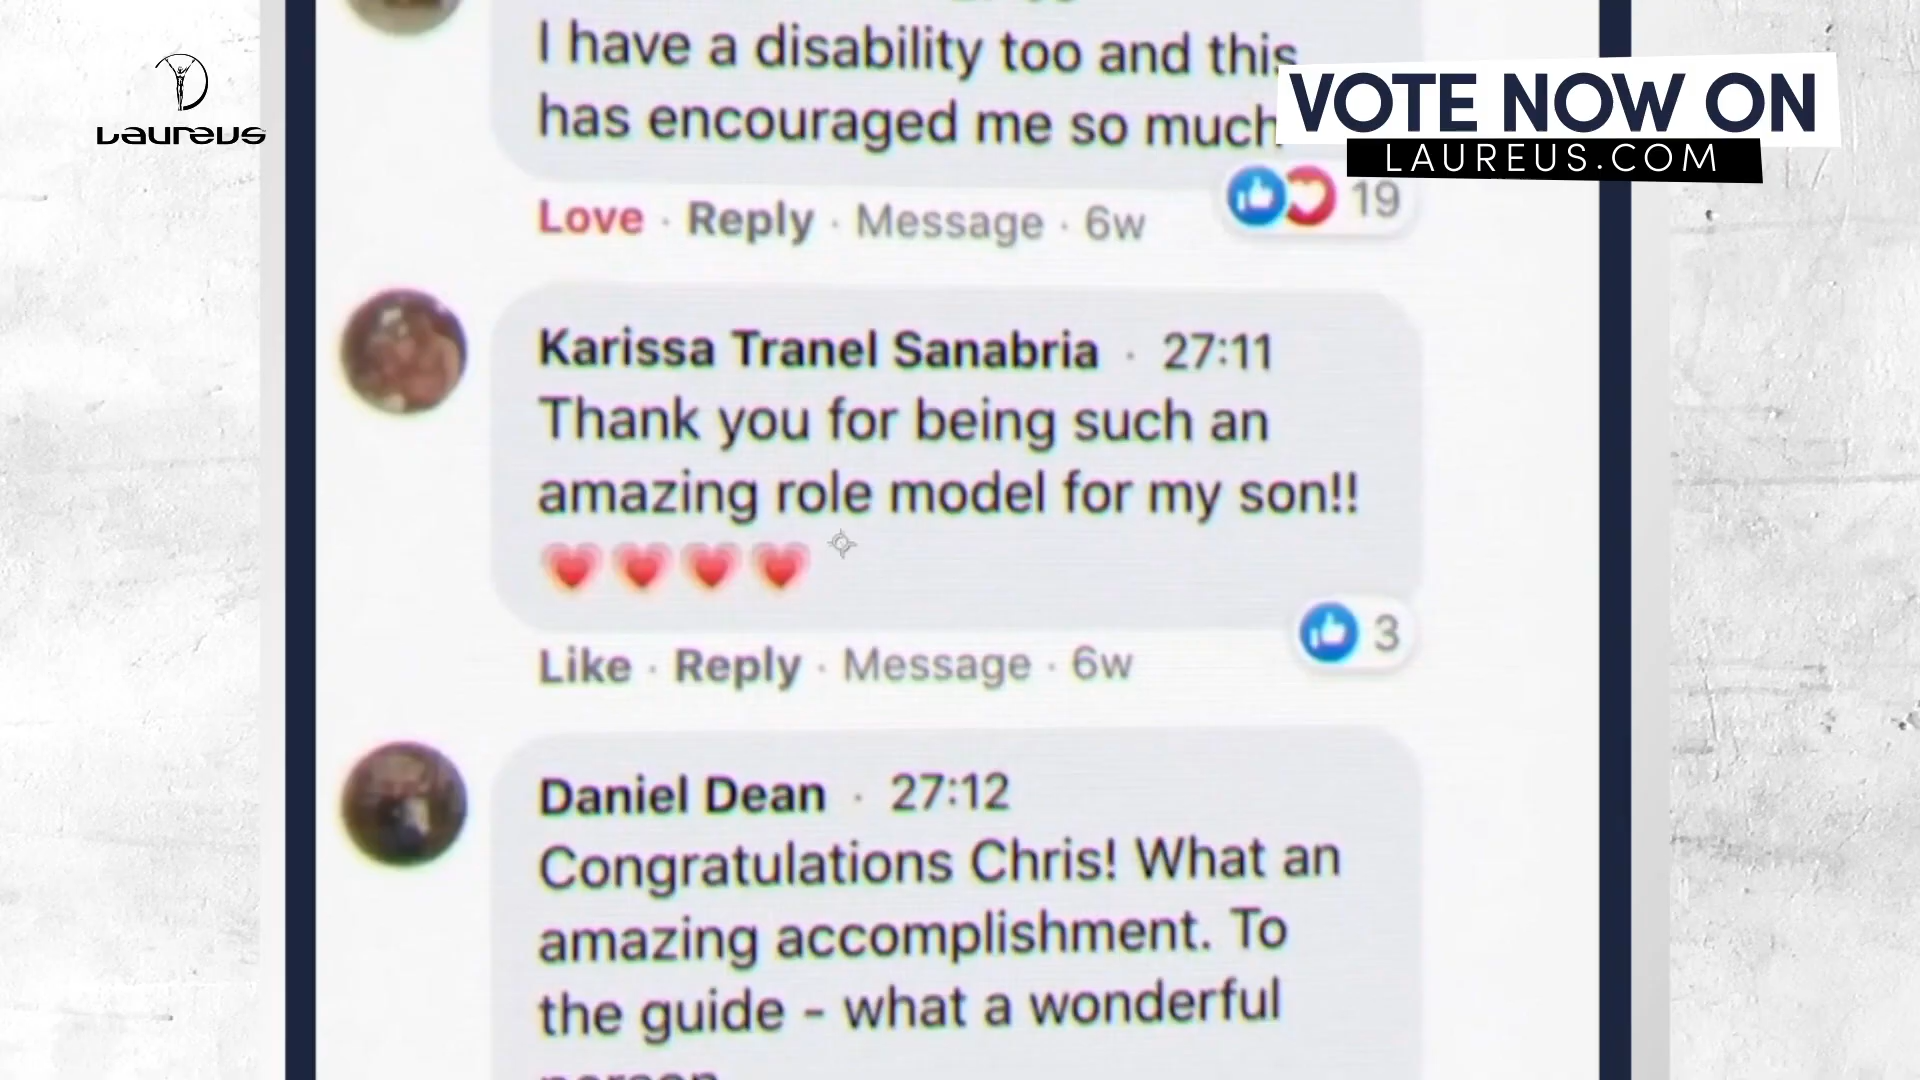 Laureus
VOTE NOW ON
LAUREUS.COM
I have a disability too and this
has encouraged me so much
Love · Reply · Message · 6w
19
Karissa Tranel Sanabria · 27:11
Thank you for being such an
amazing role model for my son!!
Like · Reply · Message · 6w
3
Daniel Dean · 27:12
Congratulations Chris! What an
amazing accomplishment. To
the guide - what a wonderful